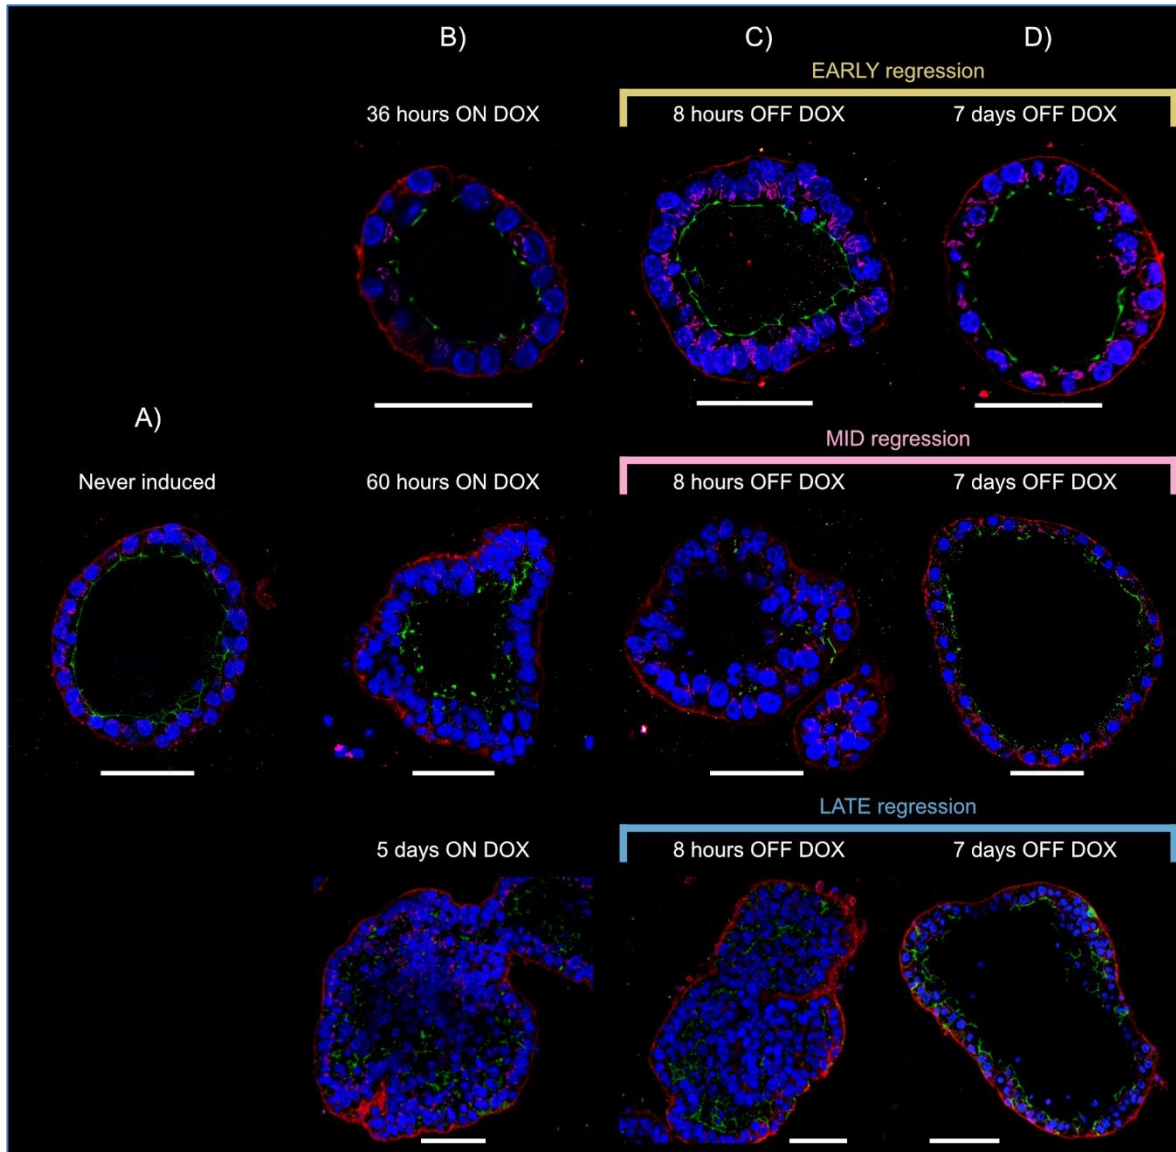 B)
C)
D)
EARLY regression
36 hours ON DOX
8 hours OFF DOX
7 days OFF DOX
A)
MID regression
Never induced
60 hours ON DOX
8 hours OFF DOX
7 days OFF DOX
LATE regression
5 days ON DOX
8 hours OFF DOX
7 days OFF DOX